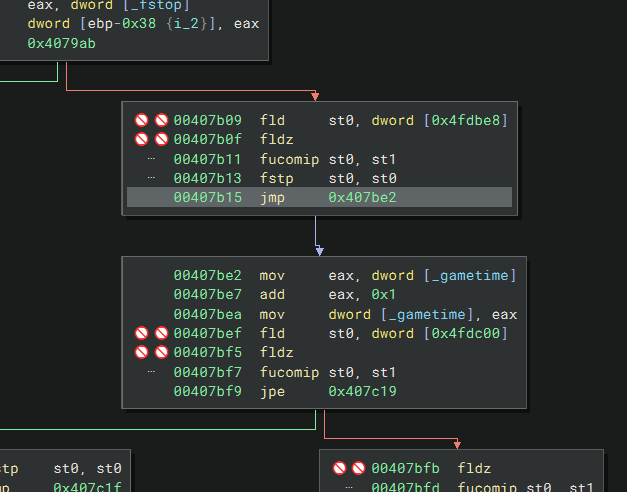 eax, dword [_fstop]
dword [ebp-0x38 {i_2}], eax
0x4079ab
00407b09 fld st0, dword [0x4fdbe8]
00407b0f fldz
00407b11 fucomip st0, st1
00407b13 fstp st0, st0
00407b15 jmp 0x407be2
00407be2 mov eax, dword [_gametime]
00407be7 add eax, 0x1
00407bea mov dword [_gametime], eax
00407bef fld st0, dword [0x4fdc00]
00407bf5 fldz
00407bf7 fucomip st0, st1
00407bf9 jpe 0x407c19
tp st0, st0
0x407c1f
00407bfb fldz
00407bfd fucomip st0, st1